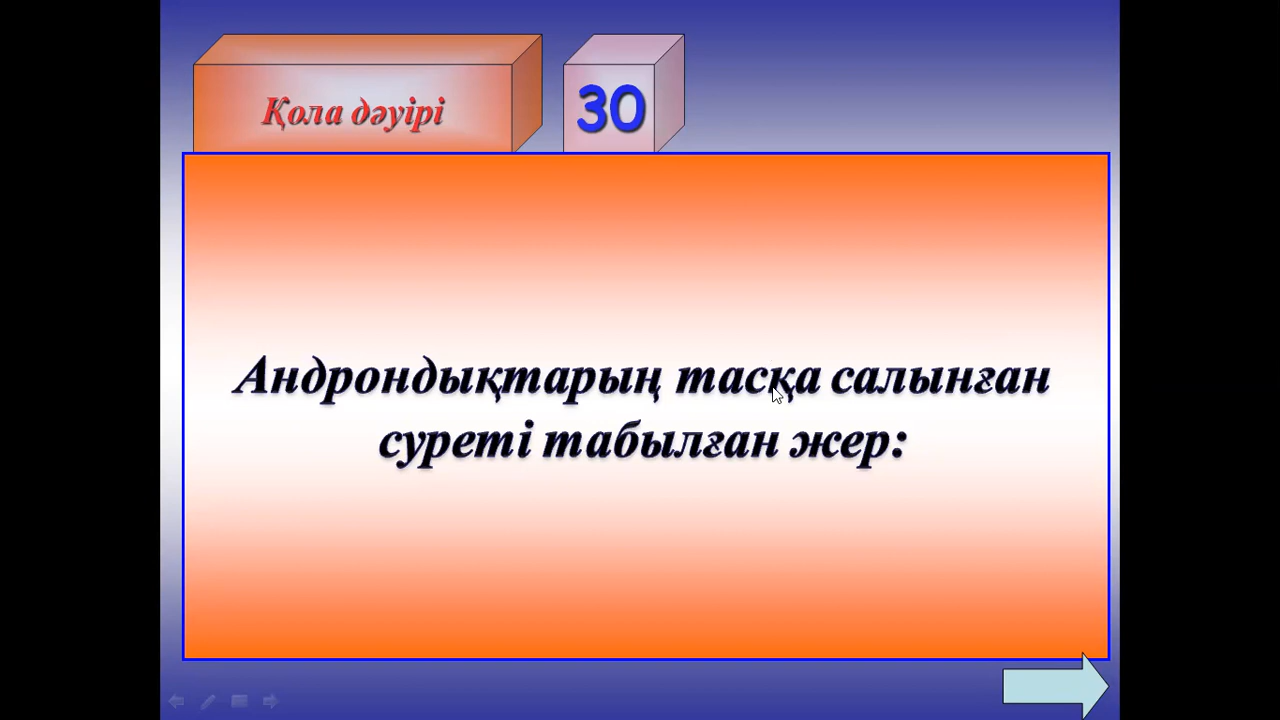 Қола дәуірі
30
Андрондықтарың тасқа салынған
суреті табылған жер: